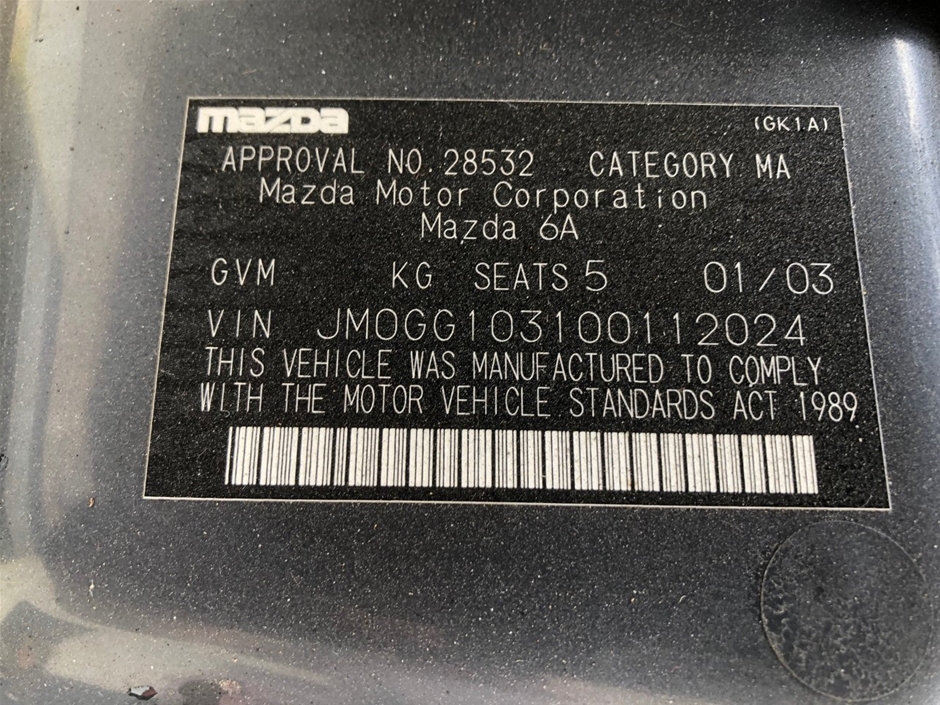 mazda (GK1A)
APPROVAL NO.28532 CATEGORY MA
Mazda Motor Corporation
Mazda 6A
GVM KG SEATS 5 01/03
VIN JM0GG103100112024
THIS VEHICLE WAS MANUFACTURED TO COMPLY
WITH THE MOTOR VEHICLE STANDARDS ACT 1989